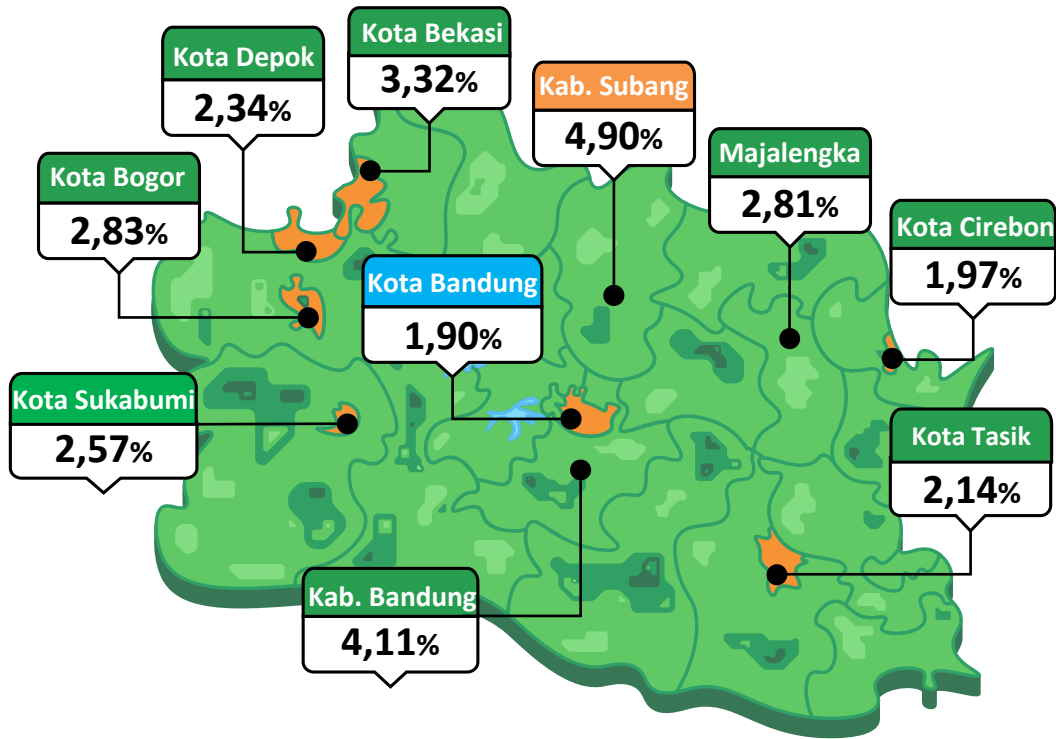 Kota Bekasi
3,32%
Kota Depok
2,34%
Kab. Subang
4,90%
Majalengka
2,81%
Kota Bogor
2,83%
Kota Cirebon
1,97%
Kota Bandung
1,90%
Kota Sukabumi
2,57%
Kota Tasik
2,14%
Kab. Bandung
4,11%